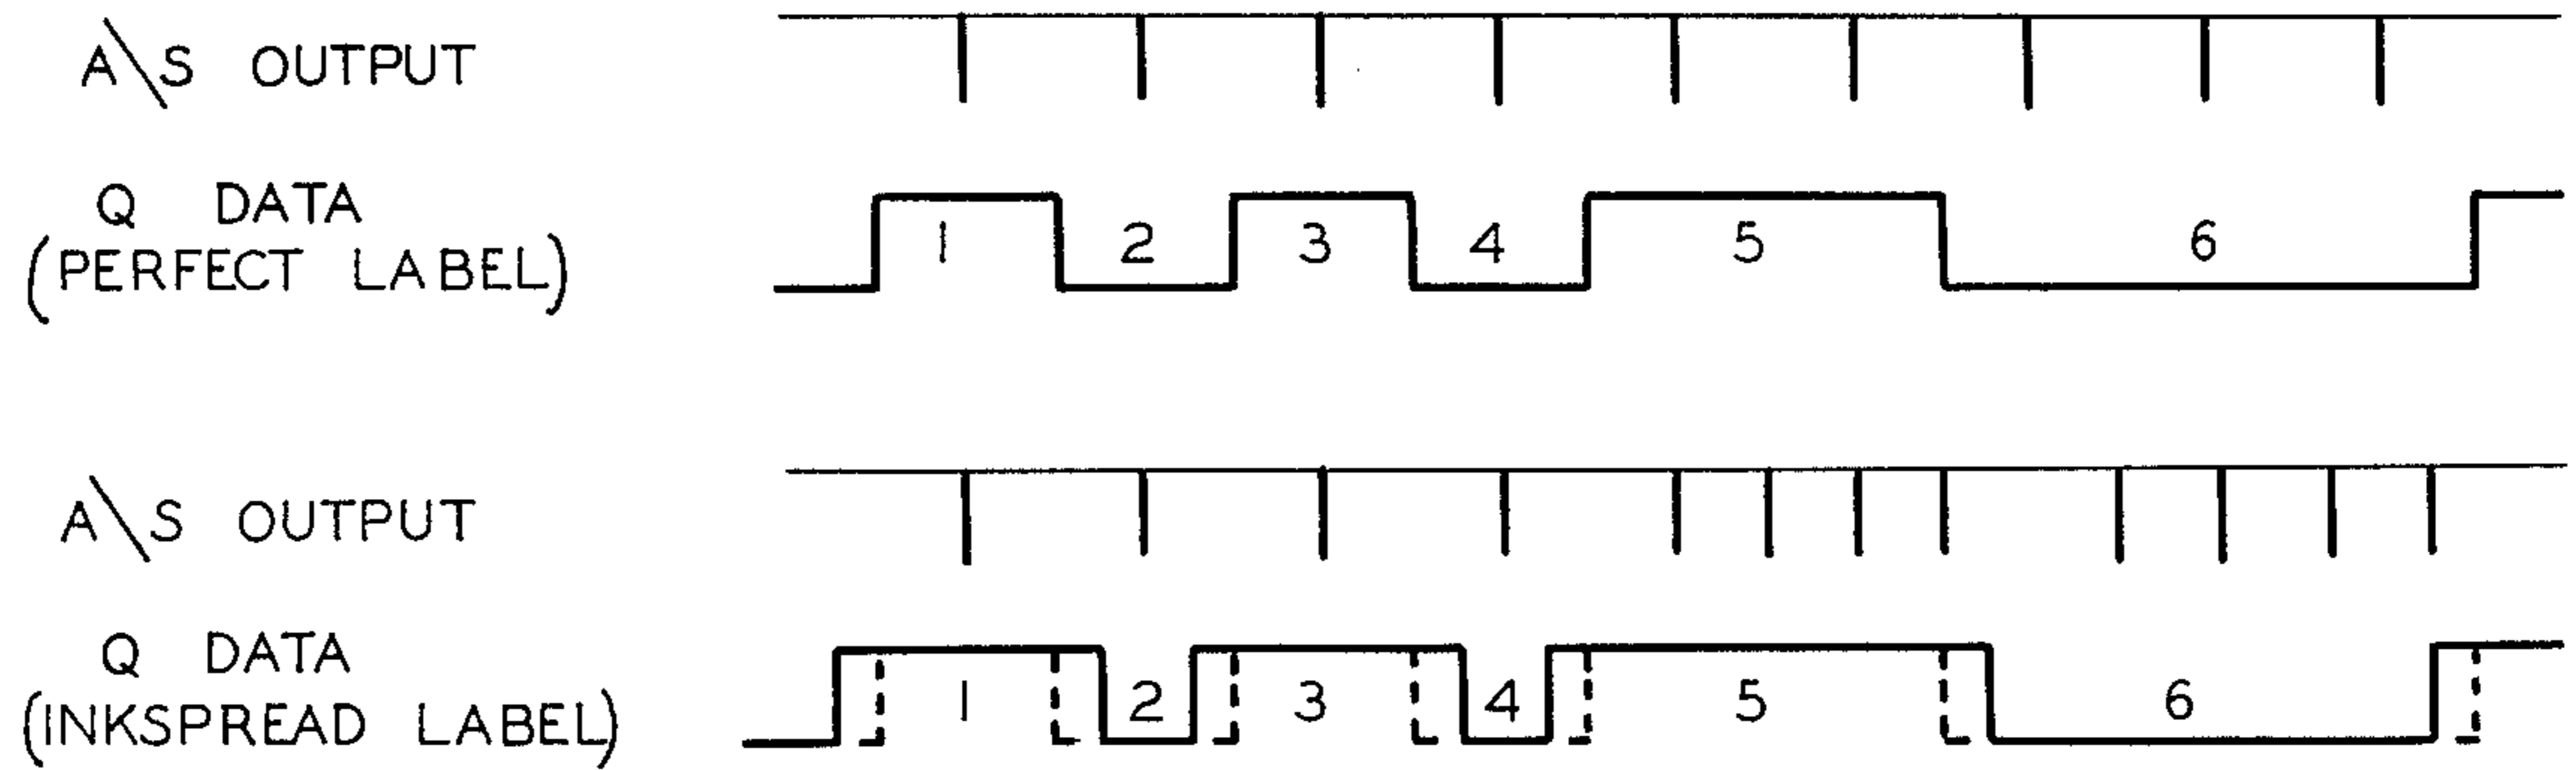 A\S OUTPUT
Q DATA
(PERFECT LABEL)
1 2 3 4 5 6
A\S OUTPUT
Q DATA
(INKSPREAD LABEL)
1 2 3 4 5 6